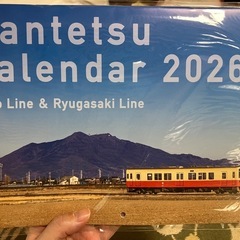 antetsu
alendar 2026
o Line & Ryugasaki Line